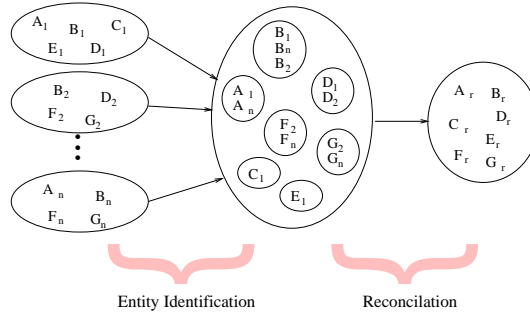 A1 B1 C1
E1 D1
B2 D2
F2 G2
An Bn
Fn Gn
B1
Bn
B2
A1
An
D1
D2
F2
Fn
G2
Gn
C1
E1
Ar Br
Cr Dr
Er
Fr Gr
Entity Identification
Reconcilation